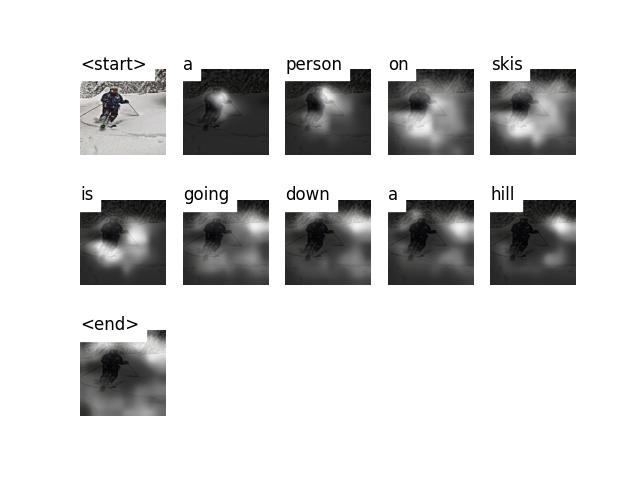 <start> a person on skis
is going down a hill
<end>